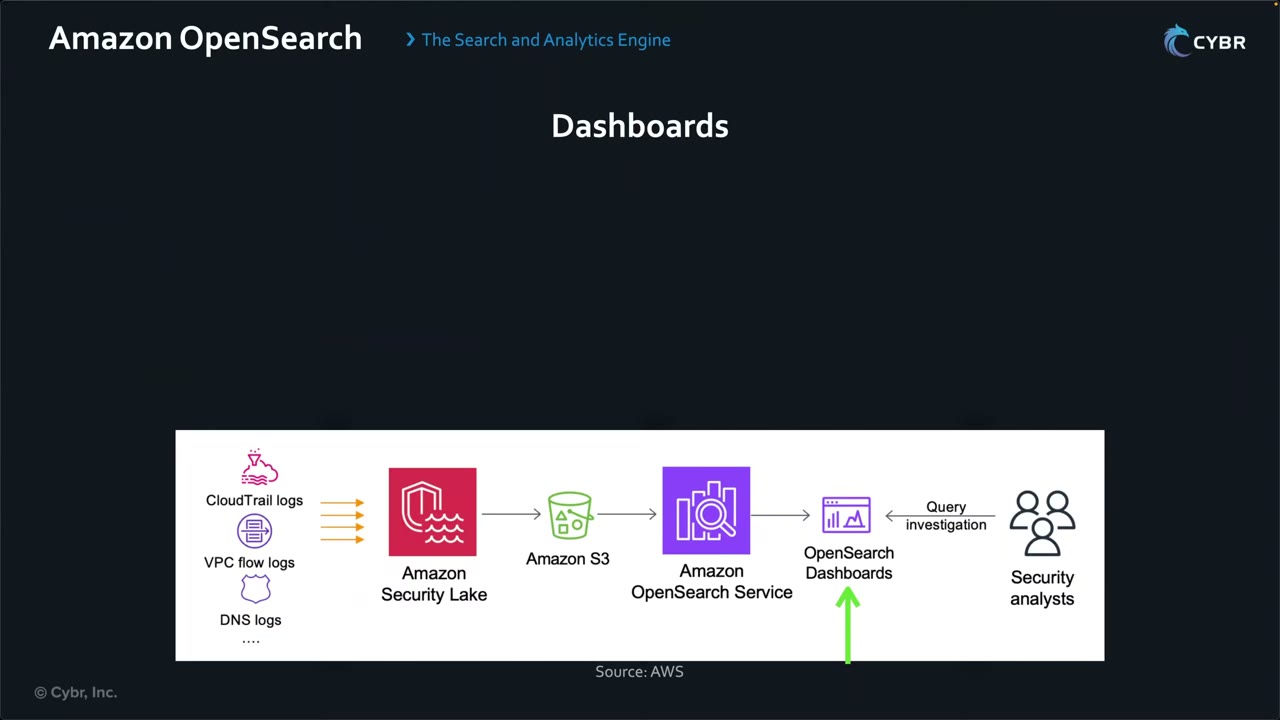 Amazon OpenSearch
› The Search and Analytics Engine
CYBR
Dashboards
CloudTrail logs
VPC flow logs
DNS logs
....
Amazon
Security Lake
Amazon S3
Amazon
OpenSearch Service
OpenSearch
Dashboards
Query
investigation
Security
analysts
Source: AWS
© Cybr, Inc.